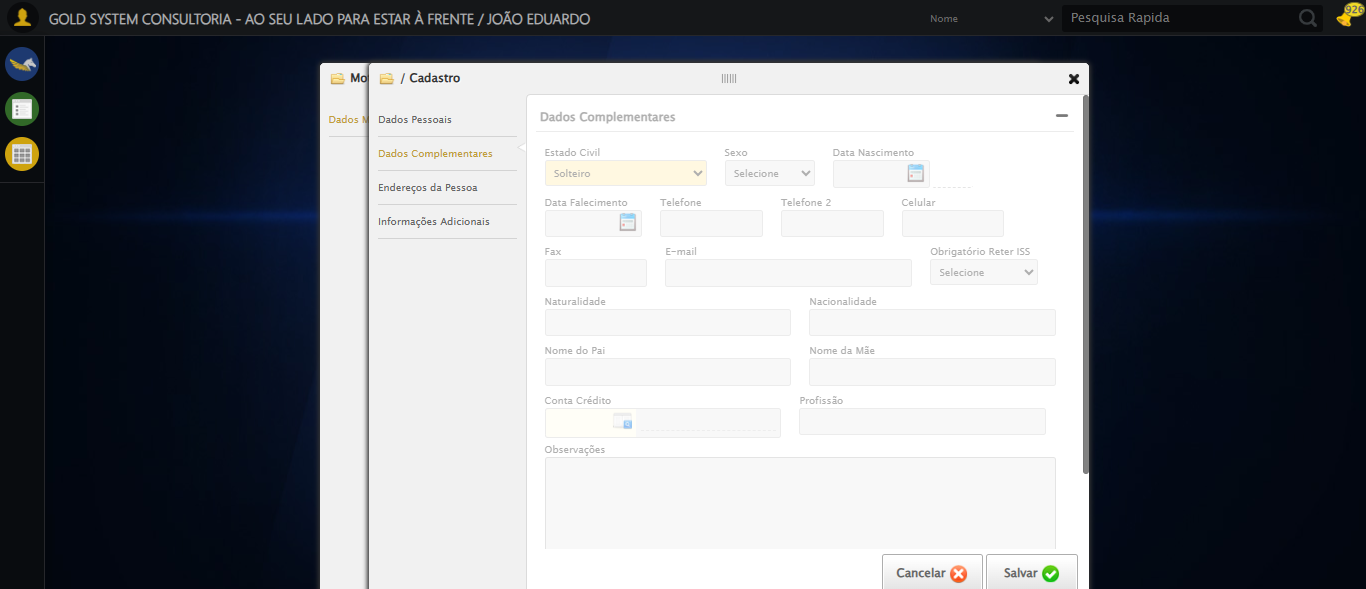 GOLD SYSTEM CONSULTORIA - AO SEU LADO PARA ESTAR À FRENTE / JOÃO EDUARDO
Nome
Pesquisa Rapida
926
Mo
/ Cadastro
Dados M
Dados Pessoais
Dados Complementares
Endereços da Pessoa
Informações Adicionais
Dados Complementares
Estado Civil Sexo Data Nascimento
Solteiro Selecione
Data Falecimento Telefone Telefone 2 Celular
Fax E-mail Obrigatório Reter ISS
Selecione
Naturalidade Nacionalidade
Nome do Pai Nome da Mãe
Conta Crédito Profissão
Observações
Cancelar Salvar